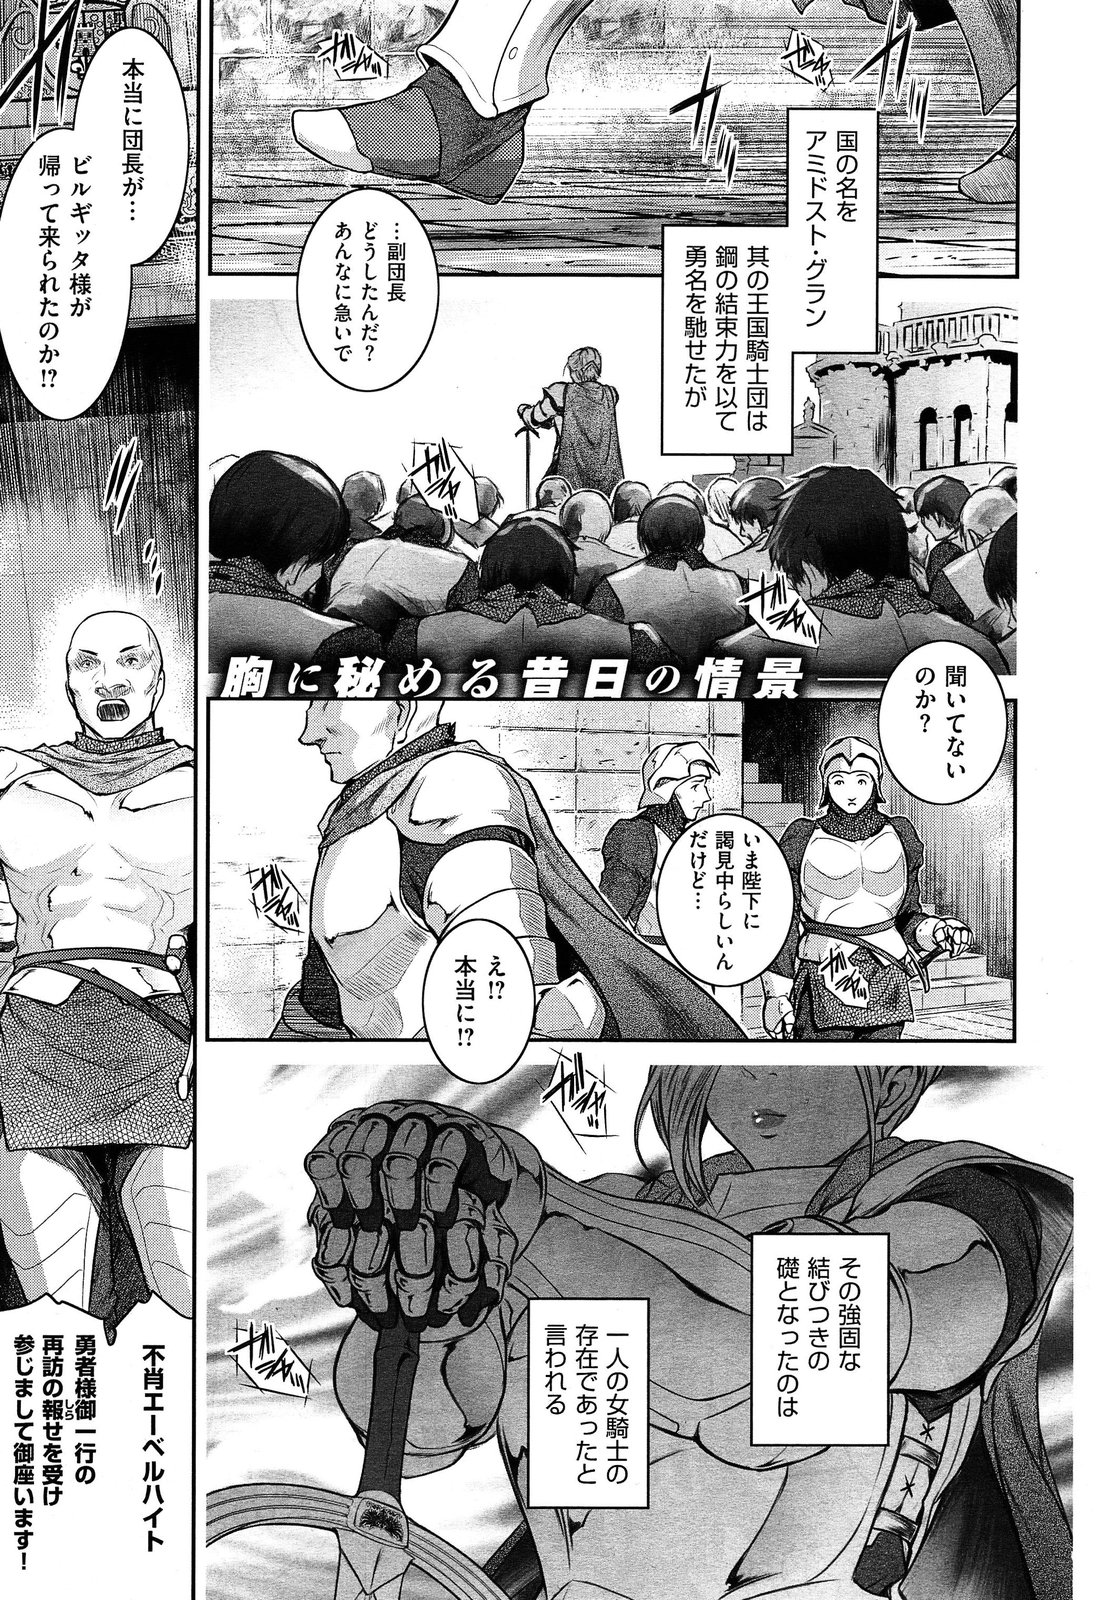 国の名を
アミドスト・グラン
其の王国騎士団は
鋼の結束力を以て
勇名を馳せたが
…副団長
どうしたんだ?
あんなに急いで
胸に秘める昔日の情景
聞いてない
のか?
いま陛下に
謁見中らしいん
だけど…
え!?
本当に!?
その強固な
結びつきの
礎となったのは
一人の女騎士の
存在であったと
言われる
本当に団長が…
ビルギッタ様が
帰って来られたのか!?
不肖エーベルハイト
勇者様御一行の
再訪の報せを受け
しら
参じまして御座います!